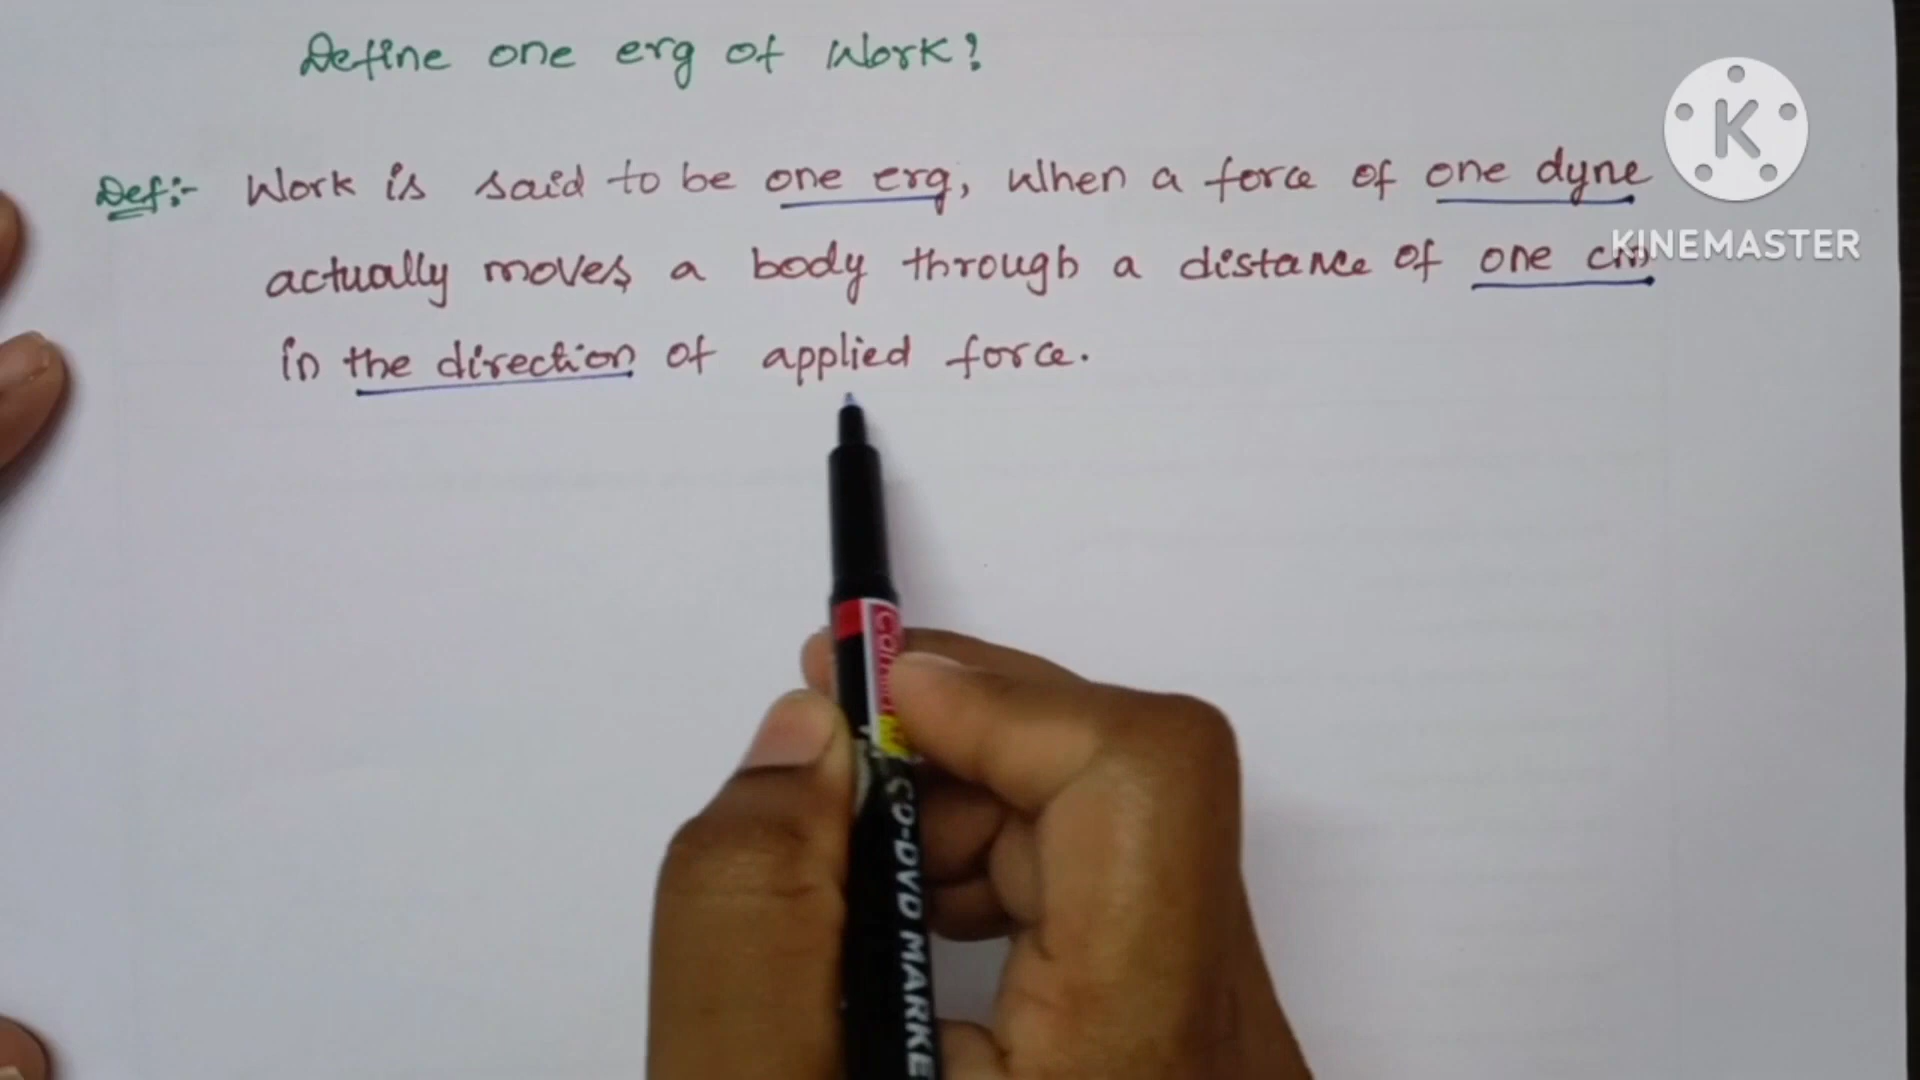 Define one erg of work?
Def:- Work is said to be one erg, when a force of one dyne
actually moves a body through a distance of one cm
in the direction of applied force.
K
KINEMASTER
CD-DVD MARKE